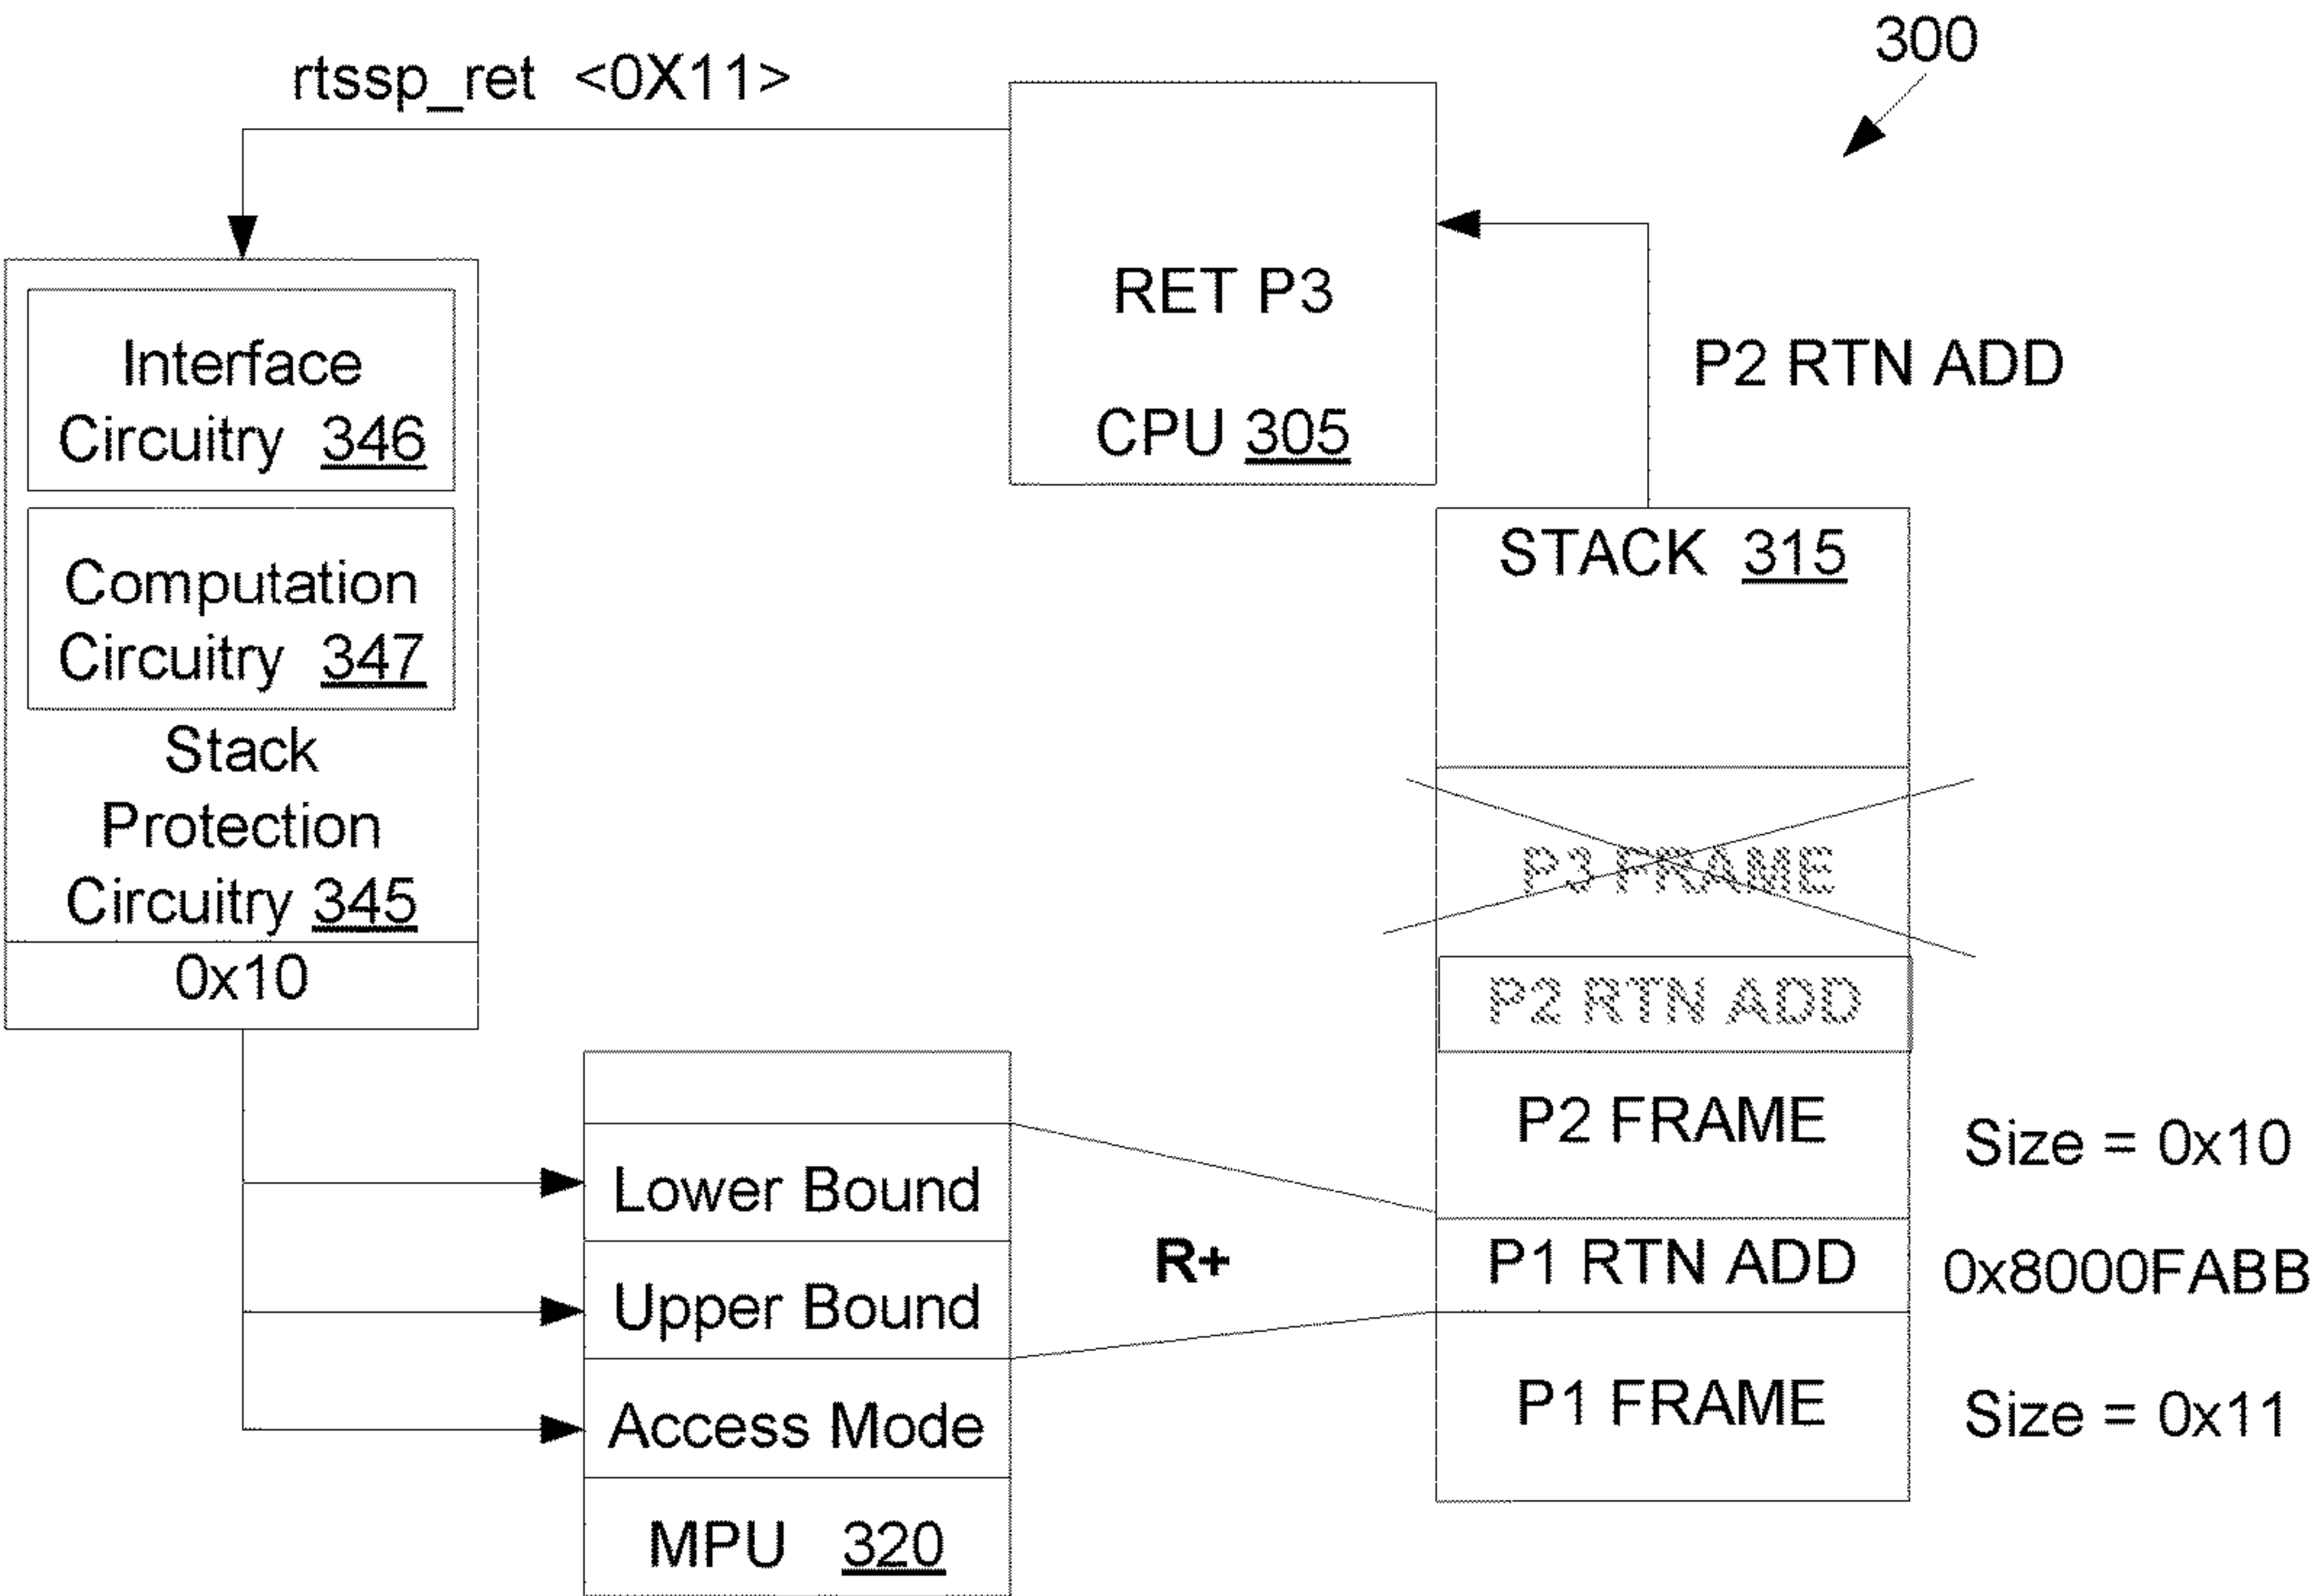 300
rtssp_ret <0X11>
RET P3
CPU 305
P2 RTN ADD
Interface
Circuitry 346
Computation
Circuitry 347
Stack
Protection
Circuitry 345
0x10
STACK 315
P3 FRAME
P2 RTN ADD
P2 FRAME
Size = 0x10
P1 RTN ADD
0x8000FABB
P1 FRAME
Size = 0x11
Lower Bound
Upper Bound
Access Mode
MPU 320
R+